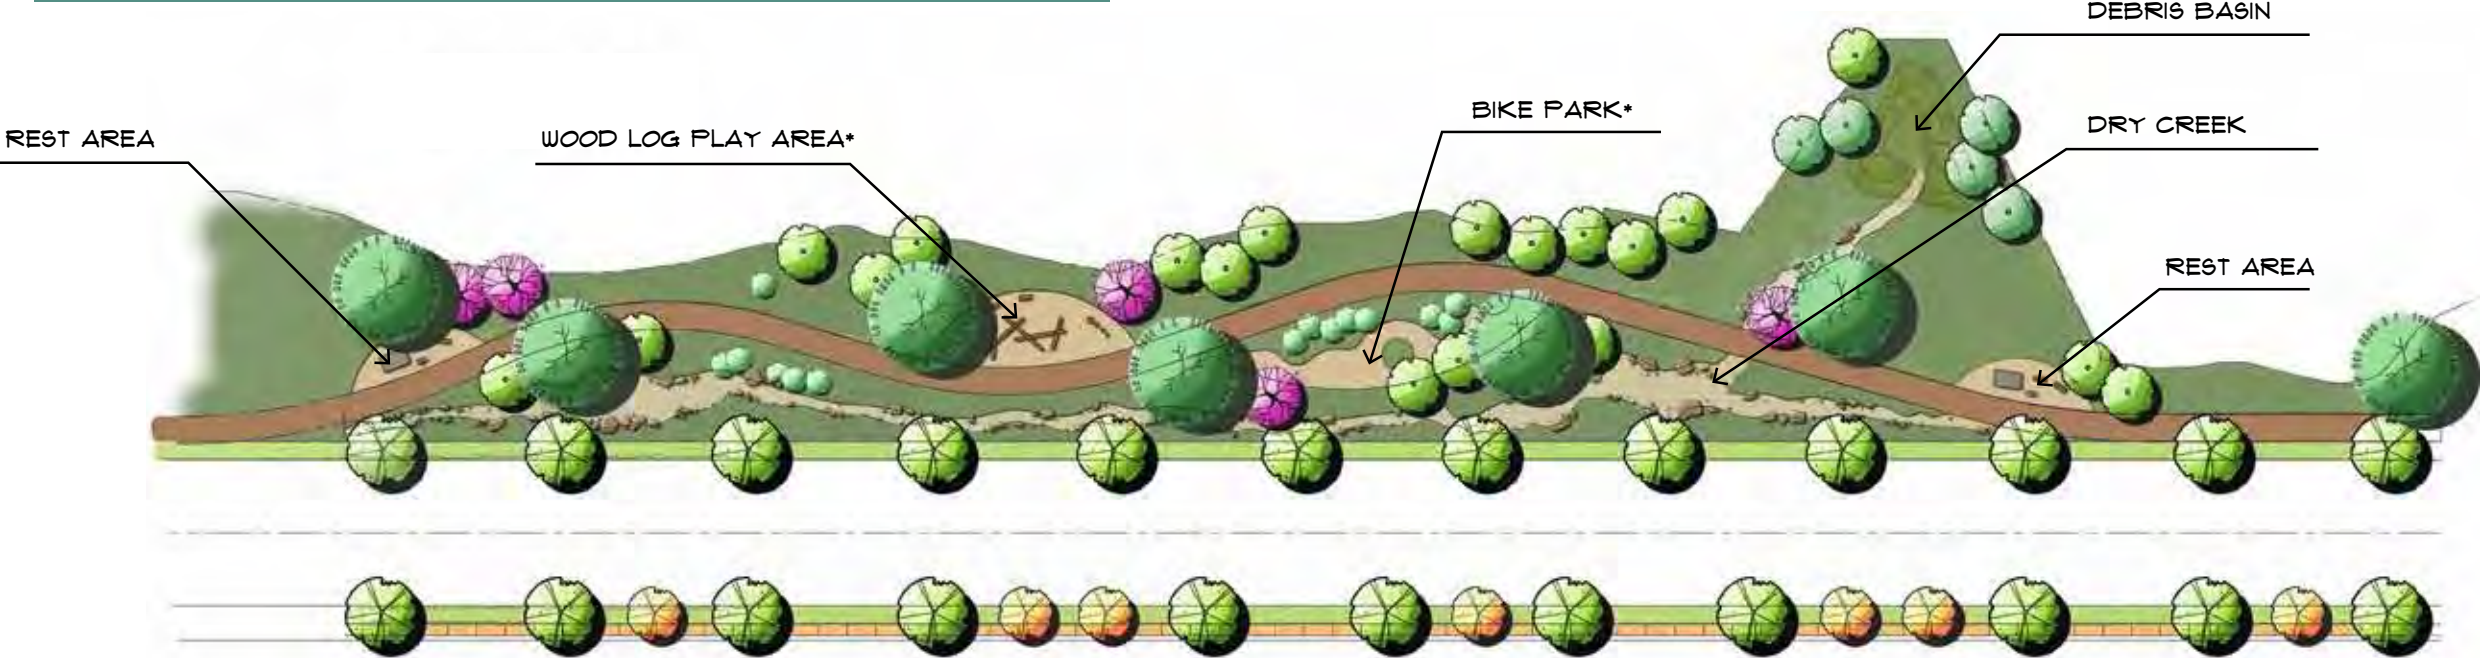 DEBRIS BASIN
BIKE PARK*
DRY CREEK
REST AREA
WOOD LOG PLAY AREA*
REST AREA